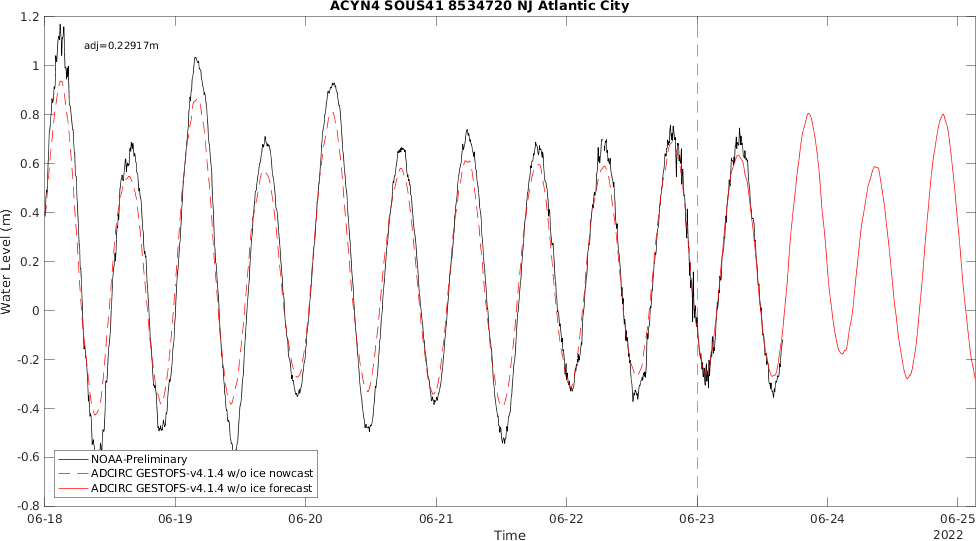 ACYN4 SOUS41 8534720 NJ Atlantic City
adj=0.22917m
1.2
1
0.8
0.6
0.4
0.2
0
-0.2
-0.4
-0.6
-0.8
Water Level (m)
NOAA-Preliminary
ADCIRC GESTOFS-v4.1.4 w/o ice nowcast
ADCIRC GESTOFS-v4.1.4 w/o ice forecast
06-18 06-19 06-20 06-21 06-22 06-23 06-24 06-25
Time
2022